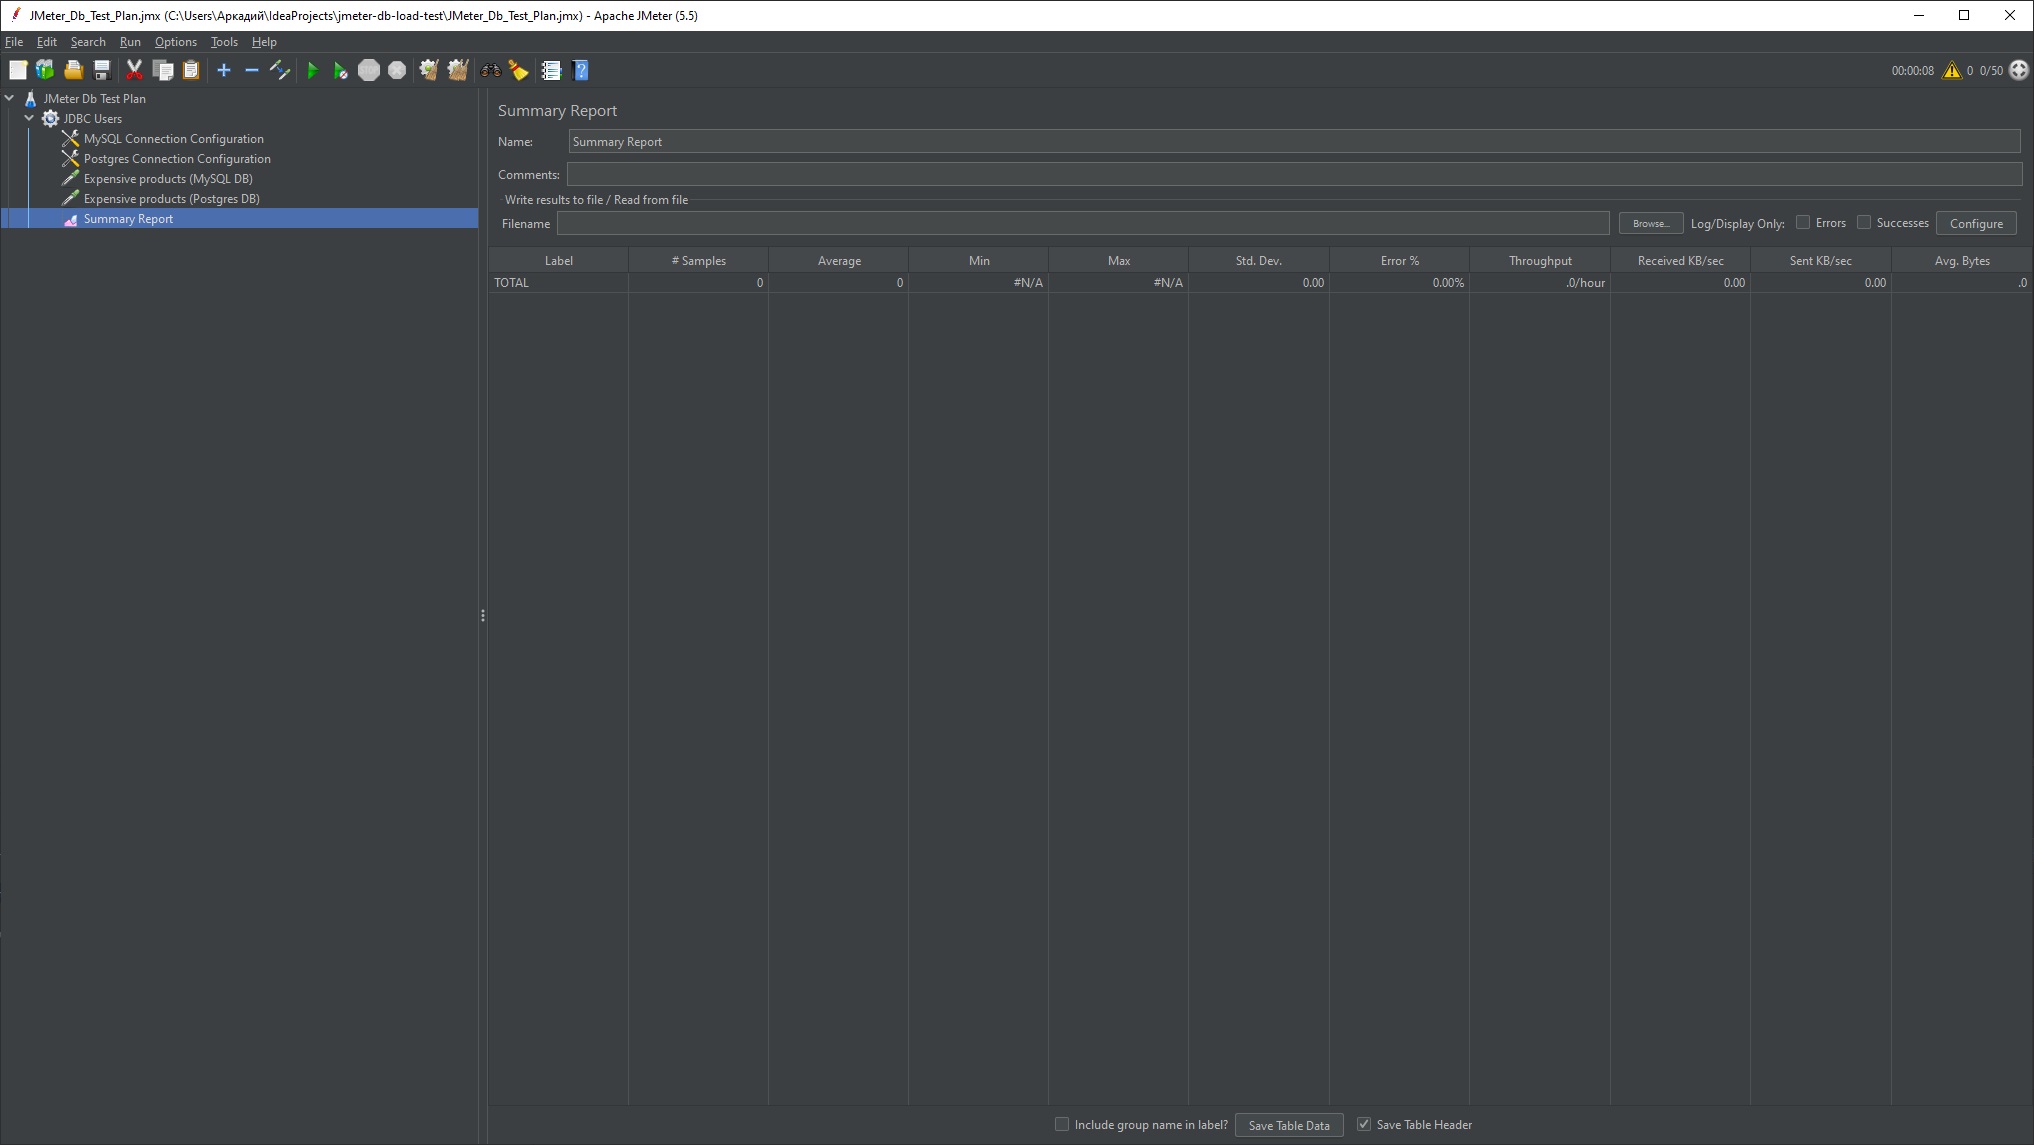 JMeter_Db_Test_Plan.jmx (C:\Users\Аркадий\IdeaProjects\jmeter-db-load-test\JMeter_Db_Test_Plan.jmx) - Apache JMeter (5.5)
File Edit Search Run Options Tools Help
00:00:08 0 0/50
JMeter Db Test Plan
JDBC Users
MySQL Connection Configuration
Postgres Connection Configuration
Expensive products (MySQL DB)
Expensive products (Postgres DB)
Summary Report
Summary Report
Name: Summary Report
Comments:
Write results to file / Read from file
Filename Browse... Log/Display Only: Errors Successes Configure
Label # Samples Average Min Max Std. Dev. Error % Throughput Received KB/sec Sent KB/sec Avg. Bytes
TOTAL 0 0 #N/A #N/A 0.00 0.00% .0/hour 0.00 0.00 .0
Include group name in label? Save Table Data Save Table Header